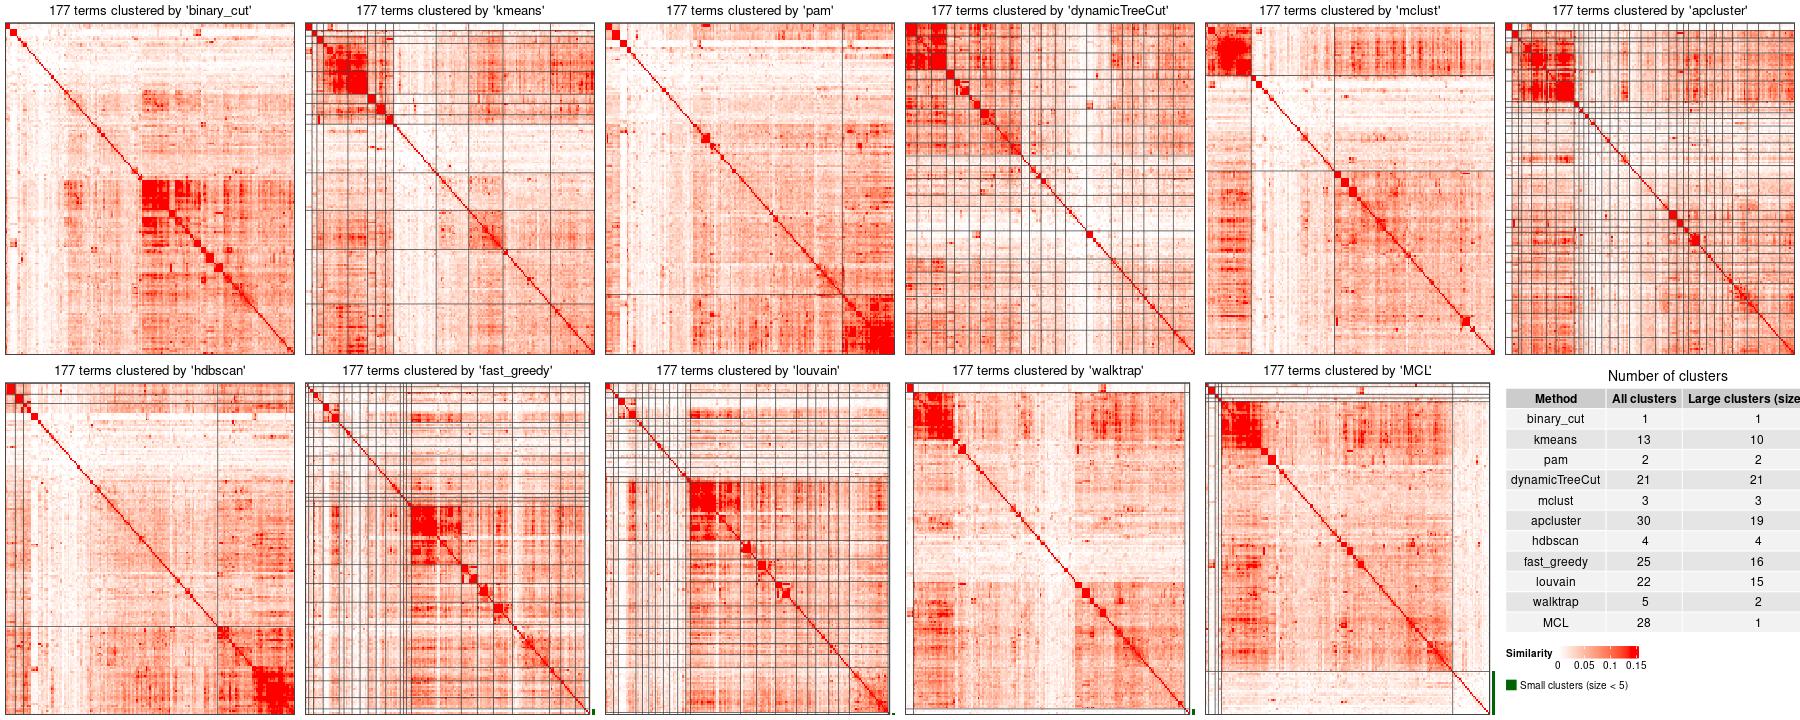 177 terms clustered by 'binary_cut'
177 terms clustered by 'kmeans'
177 terms clustered by 'pam'
177 terms clustered by 'dynamicTreeCut'
177 terms clustered by 'mclust'
177 terms clustered by 'apcluster'
177 terms clustered by 'hdbscan'
177 terms clustered by 'fast_greedy'
177 terms clustered by 'louvain'
177 terms clustered by 'walktrap'
177 terms clustered by 'MCL'
Number of clusters
Method All clusters Large clusters (size
binary_cut 1 1
kmeans 13 10
pam 2 2
dynamicTreeCut 21 21
mclust 3 3
apcluster 30 19
hdbscan 4 4
fast_greedy 25 16
louvain 22 15
walktrap 5 2
MCL 28 1
Similarity
0 0.05 0.1 0.15
Small clusters (size < 5)